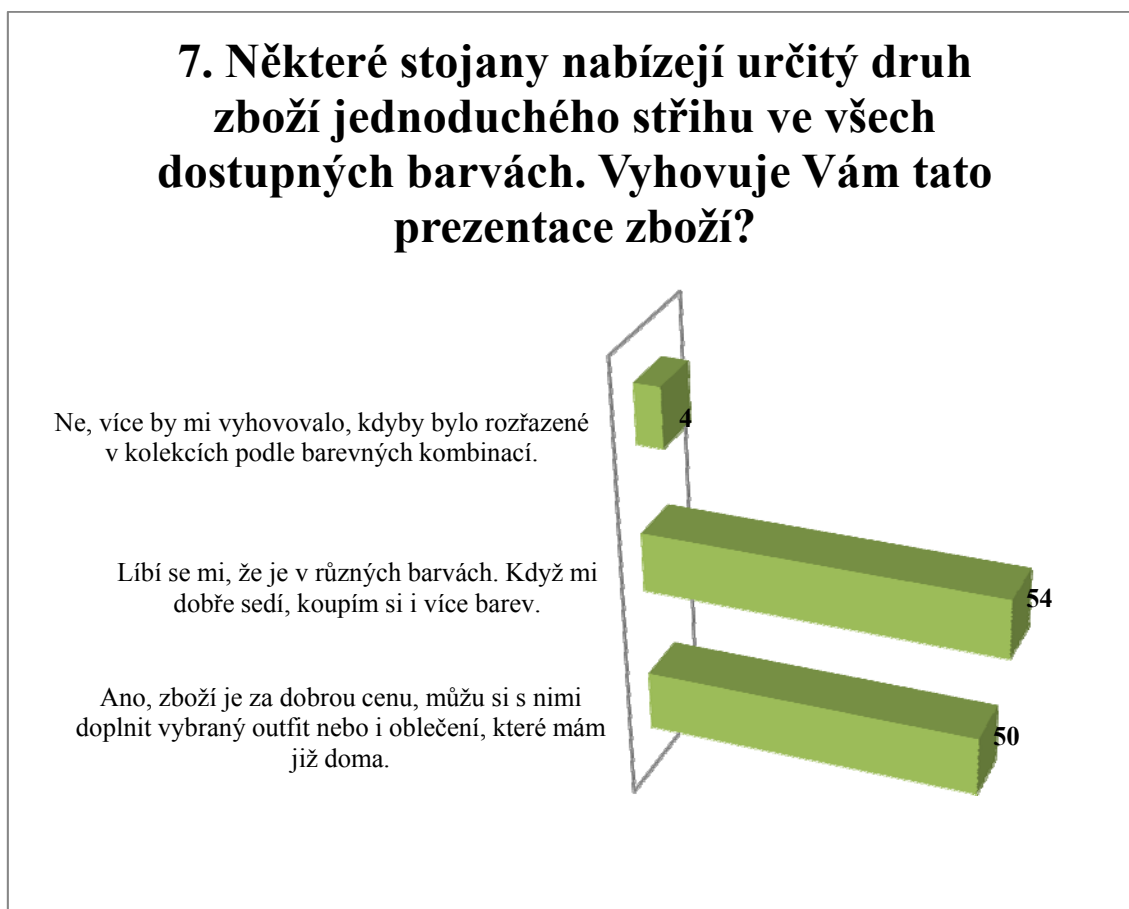 7. Některé stojany nabízejí určitý druh
zboží jednoduchého střihu ve všech
dostupných barvách. Vyhovuje Vám tato
prezentace zboží?
Ne, více by mi vyhovovalo, kdyby bylo rozřazené
v kolekcích podle barevných kombinací.
4
Líbí se mi, že je v různých barvách. Když mi
dobře sedí, koupím si i více barev.
54
Ano, zboží je za dobrou cenu, můžu si s nimi
doplnit vybraný outfit nebo i oblečení, které mám
již doma.
50